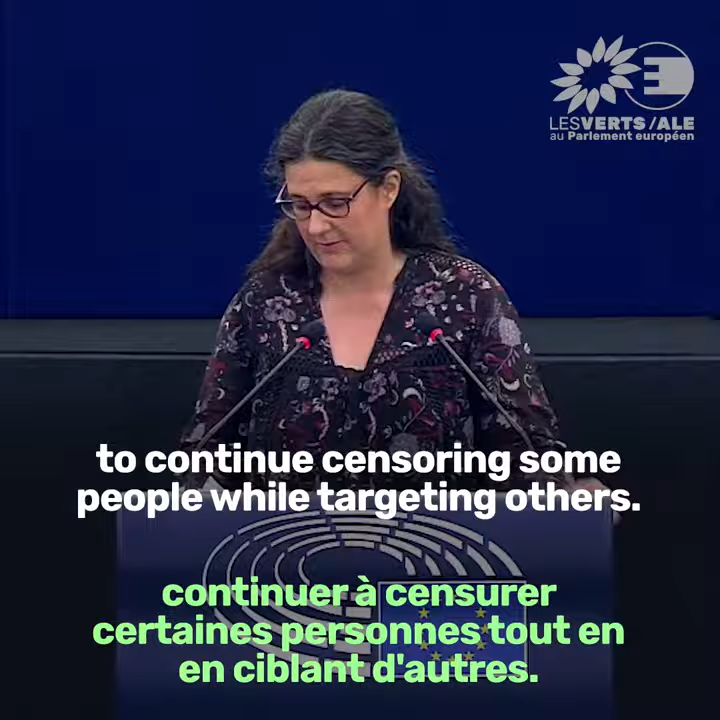 LESVERTS/ALE
au Parlement européen
to continue censoring some
people while targeting others.
continuer à censurer
certaines personnes tout en
en ciblant d'autres.